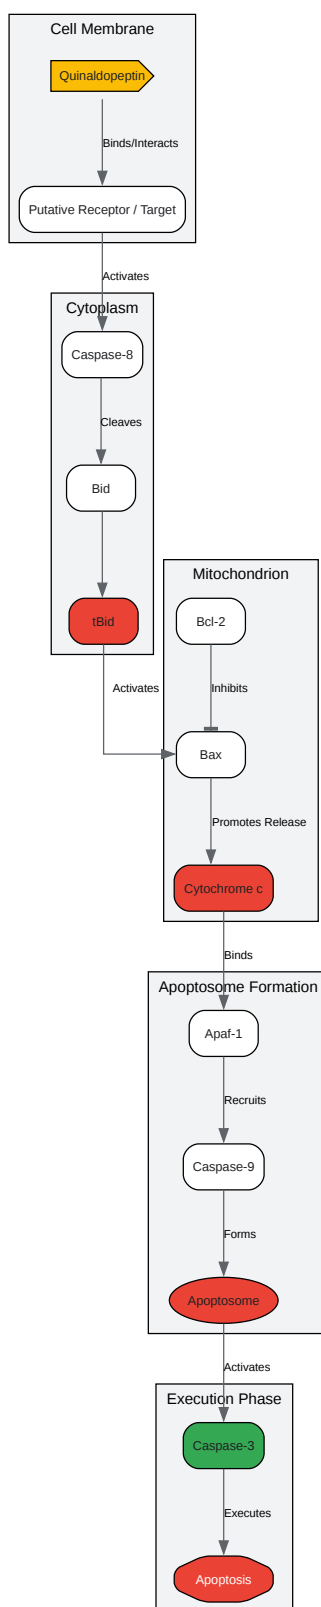 Cell Membrane
Quinaldopeptin
Binds/Interacts
Putative Receptor / Target
Activates
Cytoplasm
Caspase-8
Cleaves
Bid
Mitochondrion
tBid
Bcl-2
Activates
Inhibits
Bax
Promotes Release
Cytochrome c
Binds
Apoptosome Formation
Apaf-1
Recruits
Caspase-9
Forms
Apoptosome
Activates
Execution Phase
Caspase-3
Executes
Apoptosis